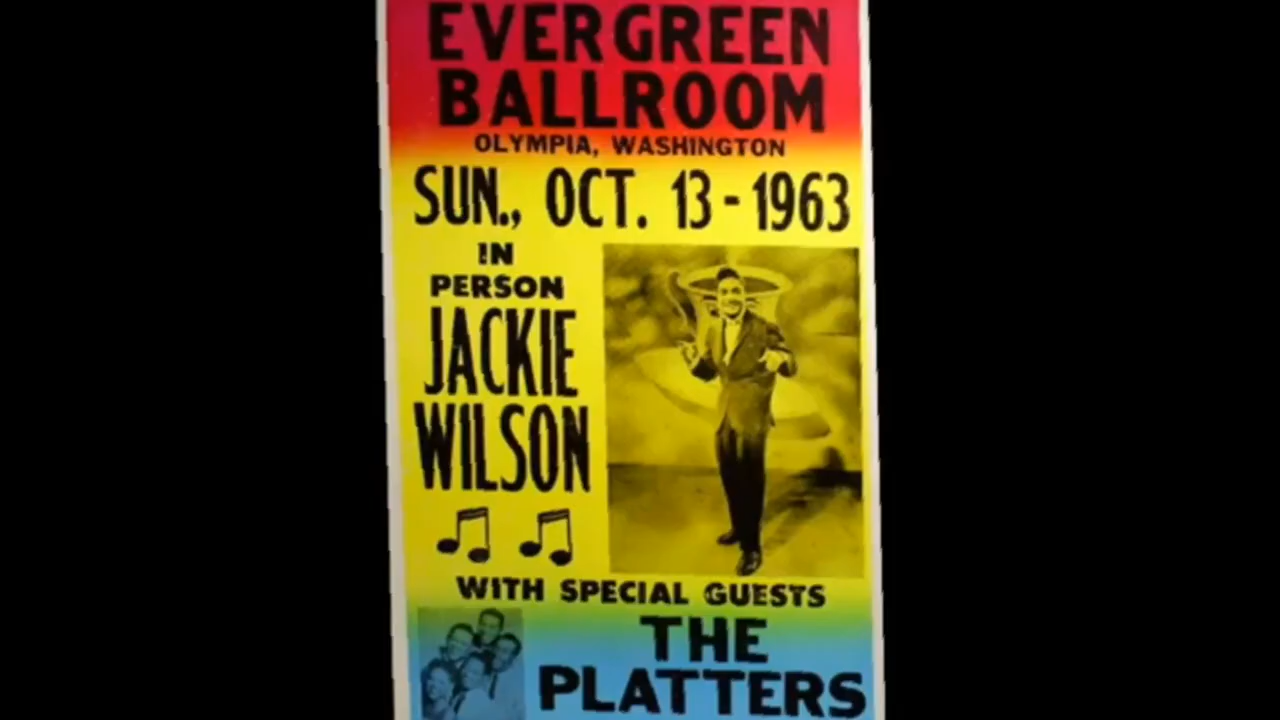 EVERGREEN
BALLROOM
OLYMPIA, WASHINGTON
SUN., OCT. 13-1963
IN
PERSON
JACKIE
WILSON
WITH SPECIAL GUESTS
THE
PLATTERS